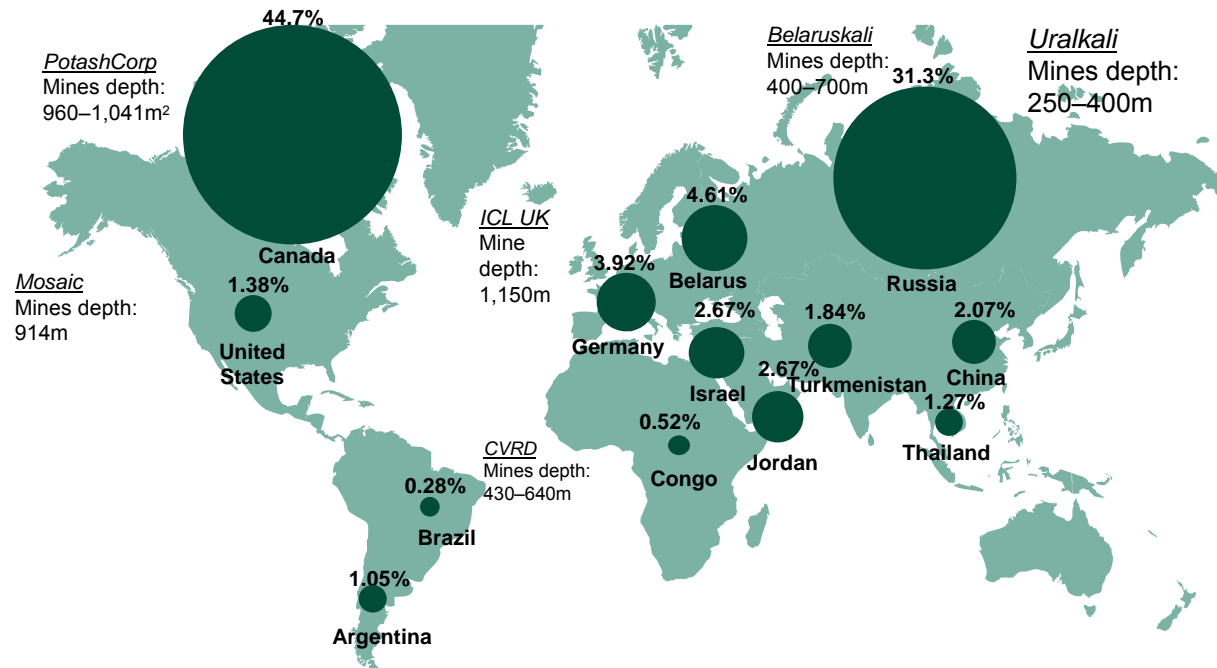 44.7%
PotashCorp
Mines depth:
960–1,041m²
Canada
Belaruskali
Mines depth:
400–700m
31.3%
Russia
Uralkali
Mines depth:
250–400m
Mosaic
Mines depth:
914m
1.38%
United
States
ICL UK
Mine
depth:
1,150m
3.92%
Germany
4.61%
Belarus
2.67%
Israel
2.67%
Jordan
1.84%
Turkmenistan
2.07%
China
1.27%
Thailand
0.52%
Congo
CVRD
Mines depth:
430–640m
0.28%
Brazil
1.05%
Argentina